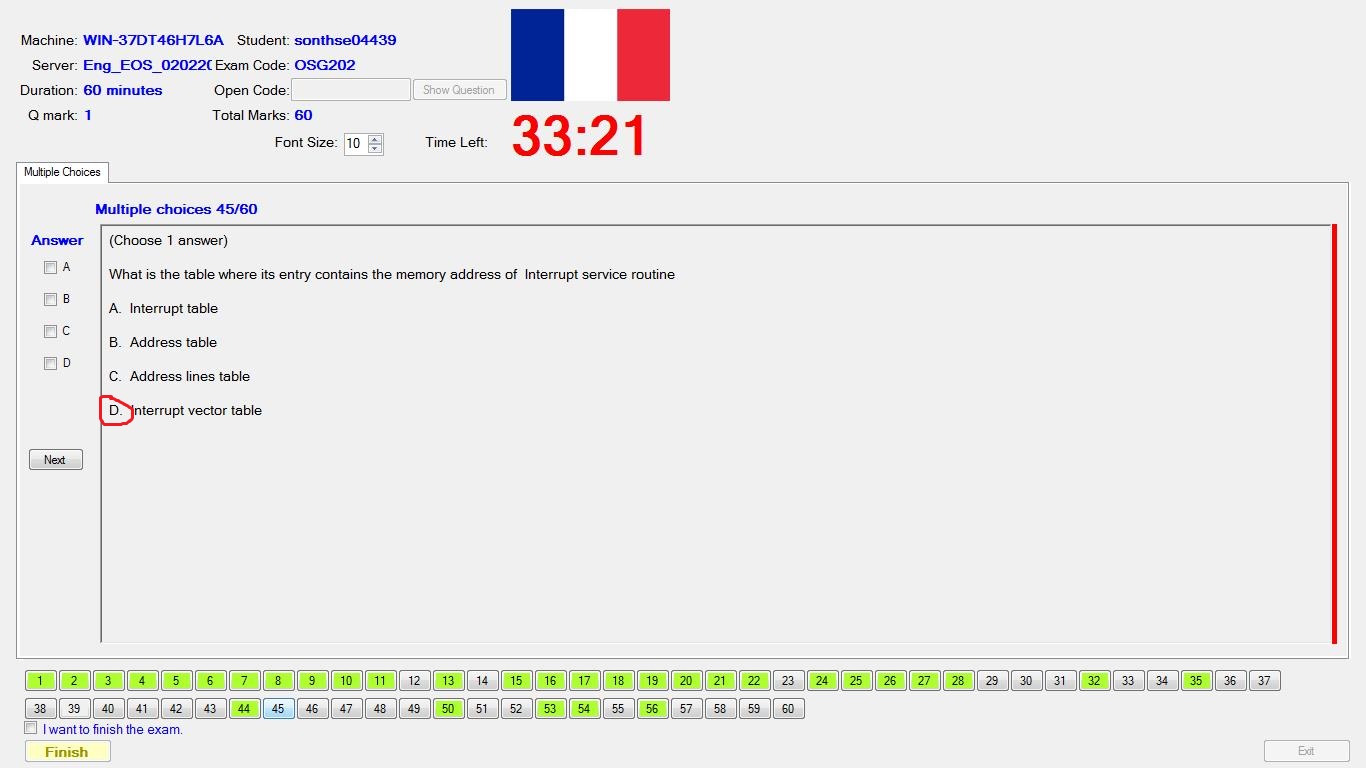 Machine: WIN-37DT46H7L6A Student: sonthse04439
Server: Eng_EOS_020220 Exam Code: OSG202
Duration: 60 minutes Open Code: Show Question
Q mark: 1 Total Marks: 60
Font Size: 10 Time Left: 33:21
Multiple Choices
Multiple choices 45/60
Answer
(Choose 1 answer)
A
What is the table where its entry contains the memory address of Interrupt service routine
B
A. Interrupt table
C
B. Address table
D
C. Address lines table
D. Interrupt vector table
Next
1 2 3 4 5 6 7 8 9 10 11 12 13 14 15 16 17 18 19 20 21 22 23 24 25 26 27 28 29 30 31 32 33 34 35 36 37
38 39 40 41 42 43 44 45 46 47 48 49 50 51 52 53 54 55 56 57 58 59 60
I want to finish the exam.
Finish Exit